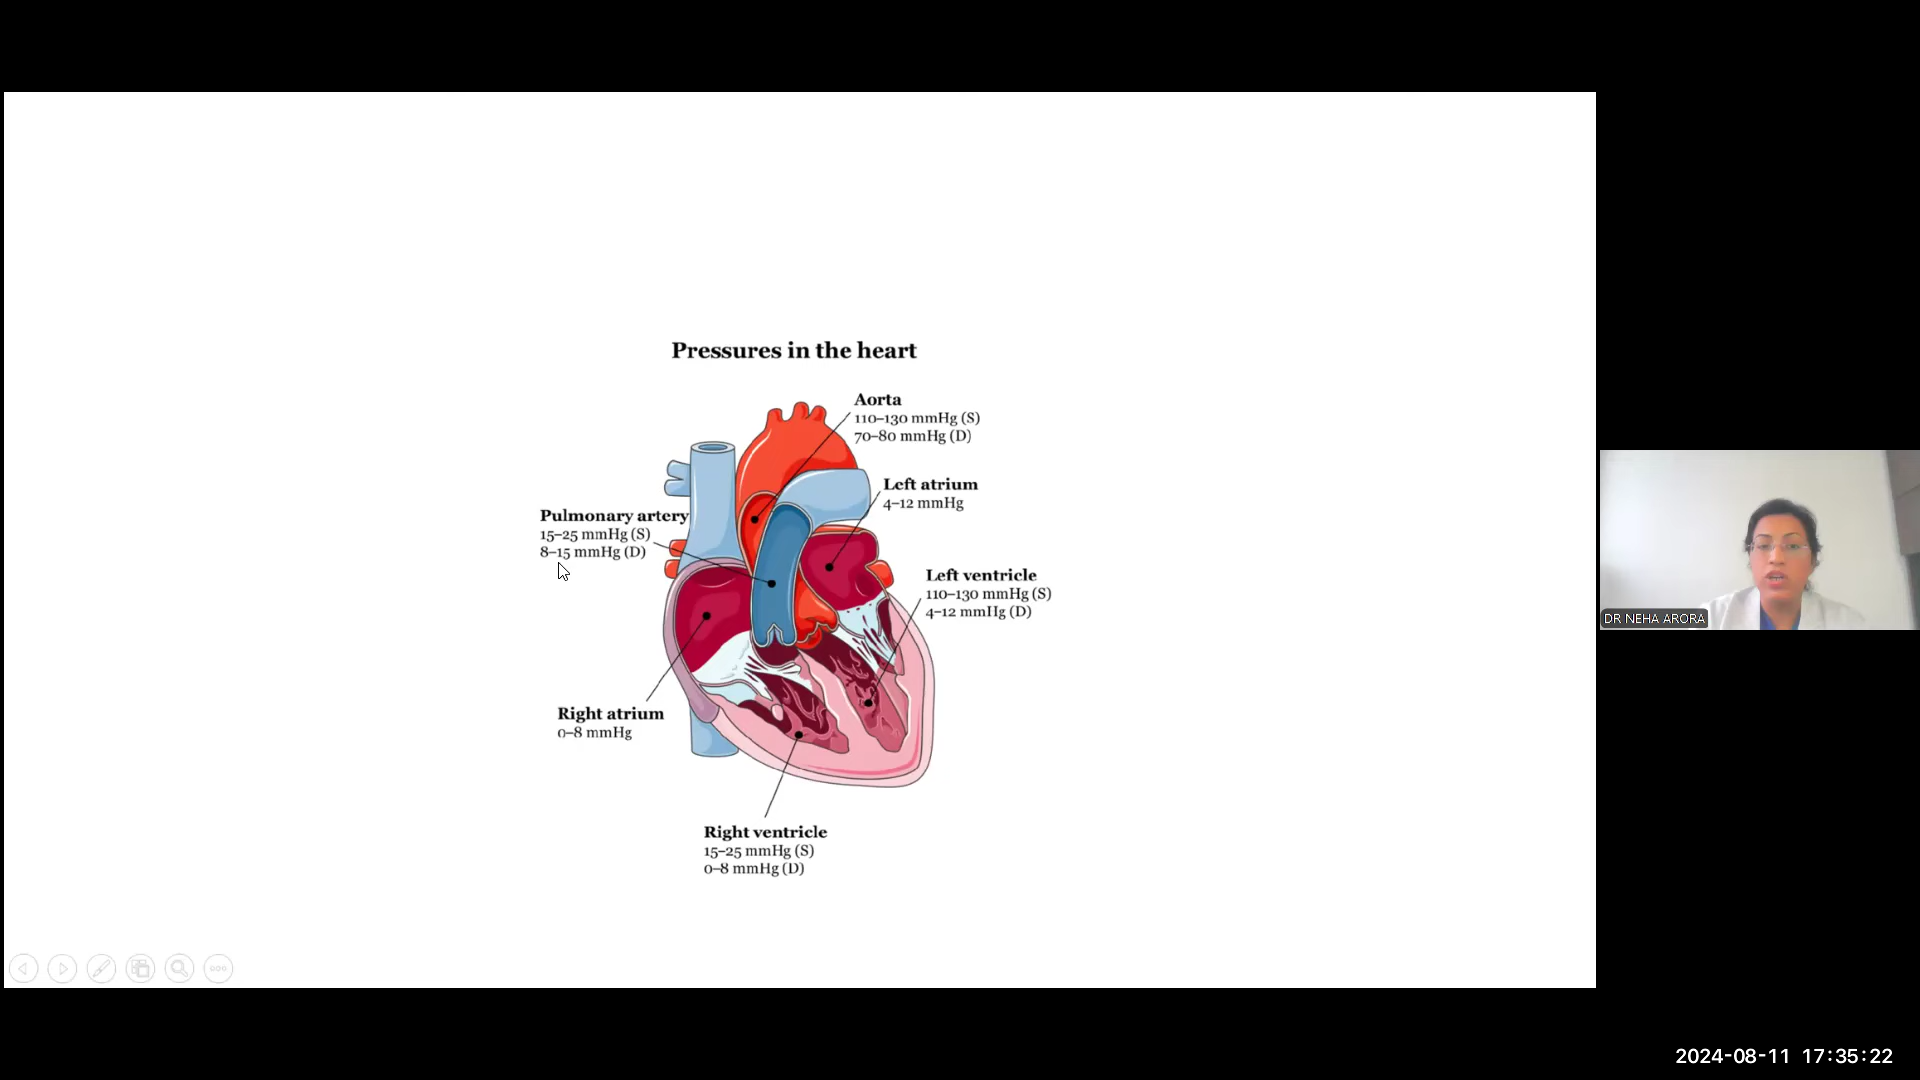 Pressures in the heart
Aorta
110–130 mmHg (S)
70–80 mmHg (D)
Left atrium
4–12 mmHg
Pulmonary artery
15–25 mmHg (S)
8–15 mmHg (D)
Left ventricle
110–130 mmHg (S)
4–12 mmHg (D)
Right atrium
0–8 mmHg
Right ventricle
15–25 mmHg (S)
0–8 mmHg (D)
DR NEHA ARORA
2024-08-11 17:35:22